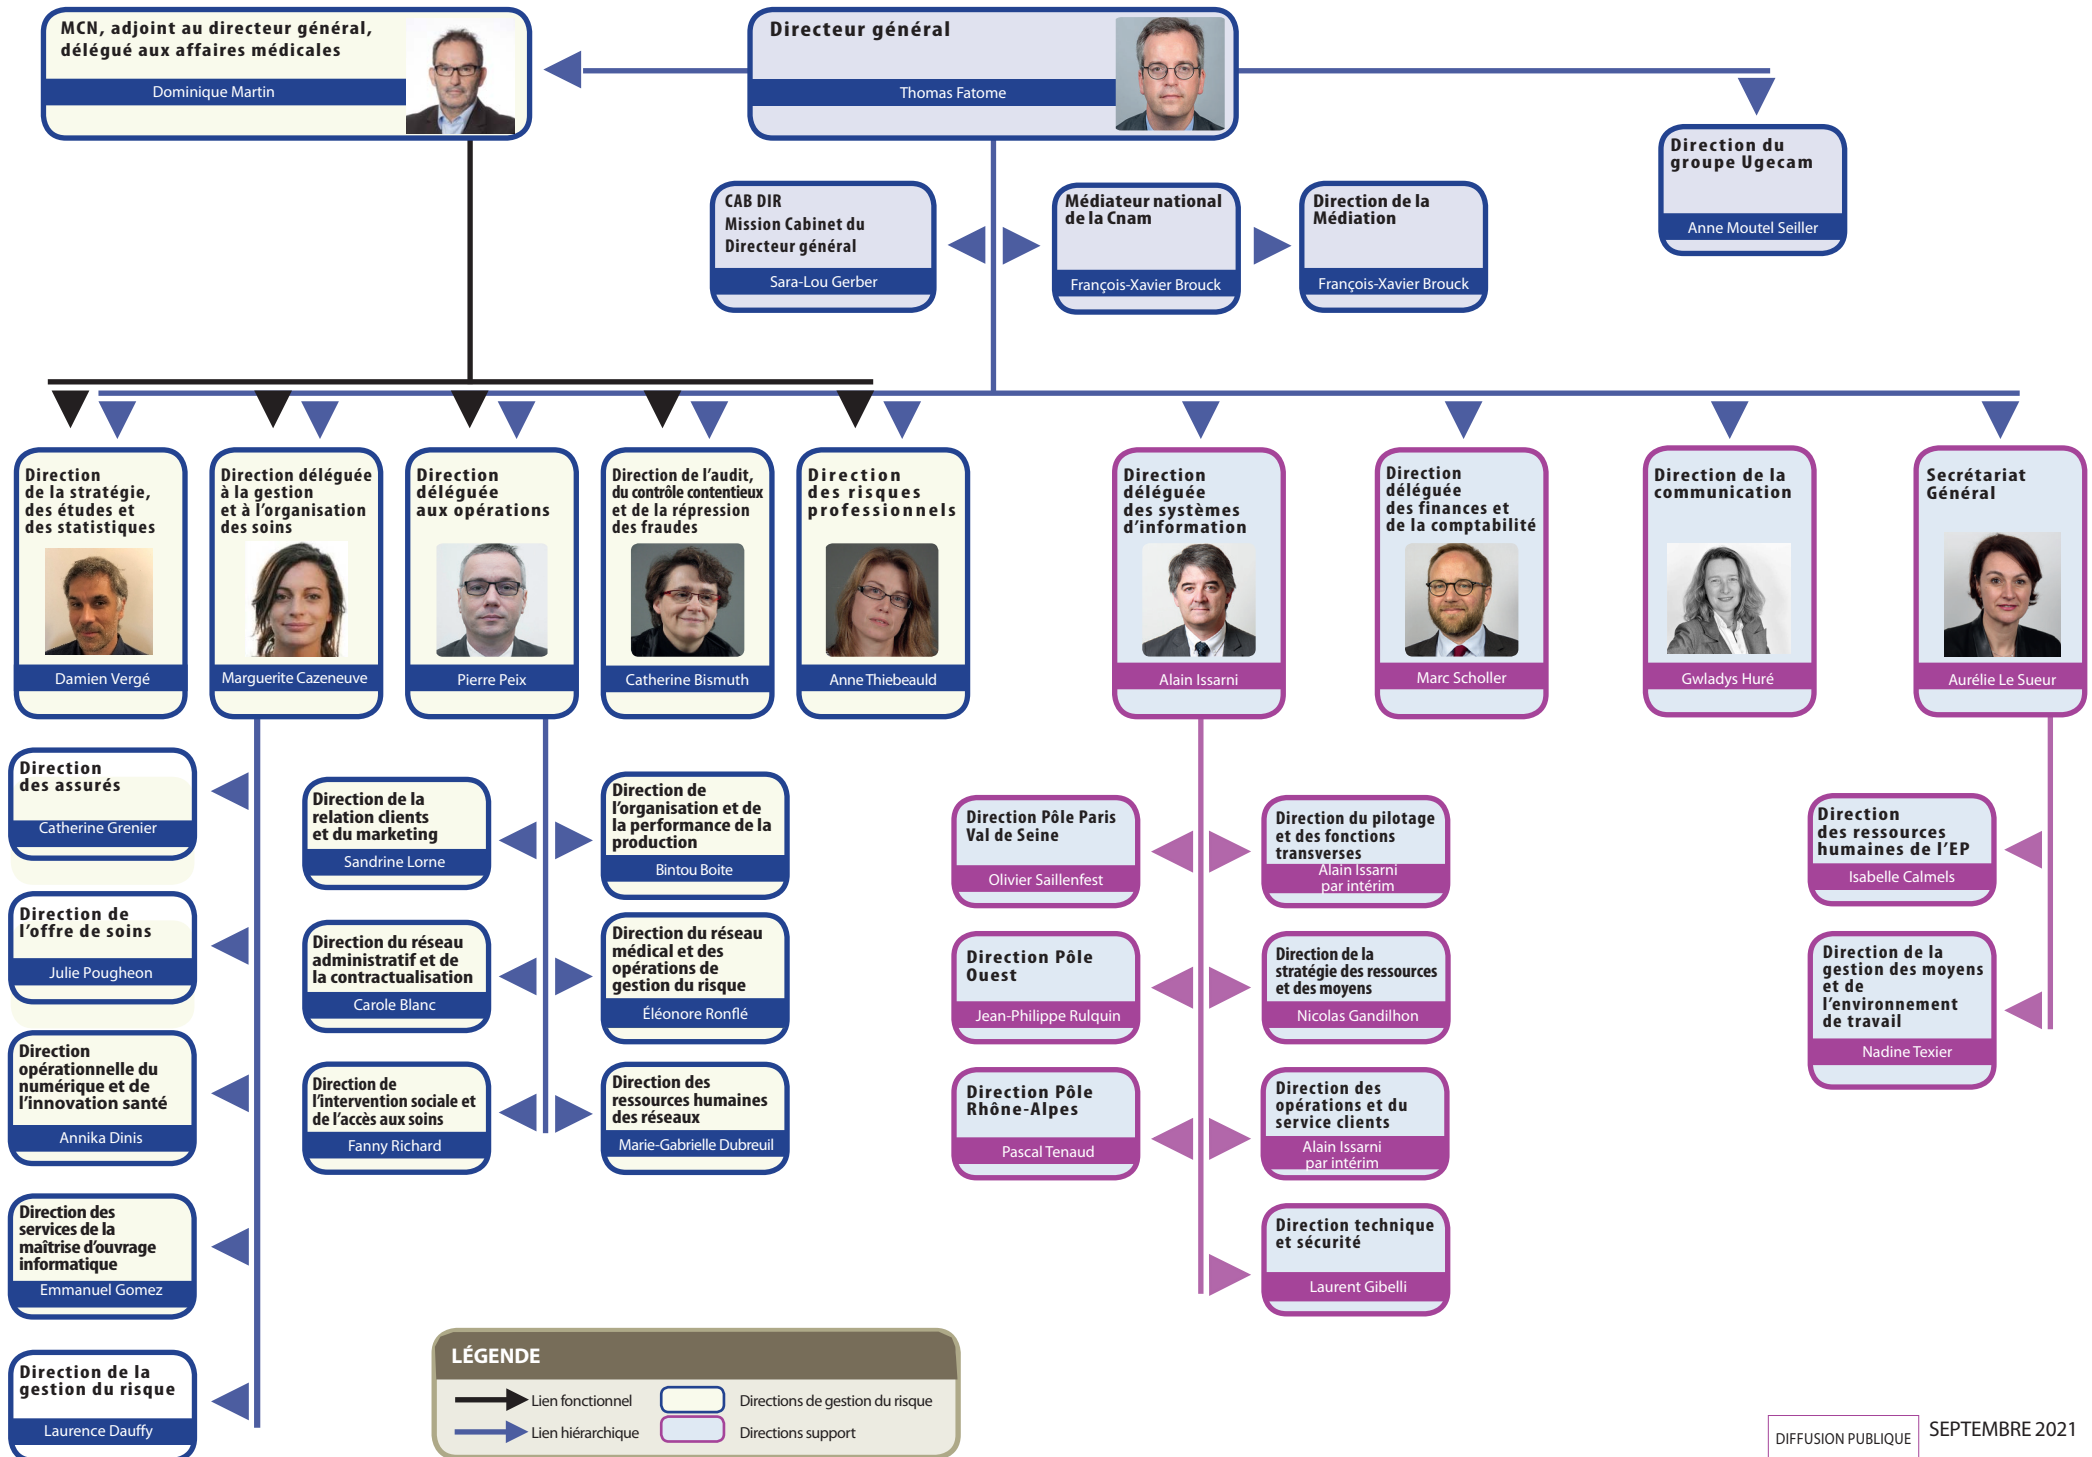 MCN, adjoint au directeur général,
délégué aux affaires médicales
Dominique Martin
Directeur général
Thomas Fatome
Direction du
groupe Ugecam
Anne Moutel Seiller
CAB DIR
Mission Cabinet du
Directeur général
Sara-Lou Gerber
Médiateur national
de la Cnam
François-Xavier Brouck
Direction de la
Médiation
François-Xavier Brouck
Direction
de la stratégie,
des études et
des statistiques
Damien Vergé
Direction déléguée
à la gestion
et à l'organisation
des soins
Marguerite Cazeneuve
Direction
déléguée
aux opérations
Pierre Peix
Direction de l'audit,
du contrôle contentieux
et de la répression
des fraudes
Catherine Bismuth
Direction
des risques
professionnels
Anne Thiebeauld
Direction
déléguée
des systèmes
d'information
Alain Issarni
Direction
déléguée
des finances et
de la comptabilité
Marc Scholler
Direction de la
communication
Gwladys Huré
Secrétariat
Général
Aurélie Le Sueur
Direction
des assurés
Catherine Grenier
Direction de
l'offre de soins
Julie Pougheon
Direction
opérationnelle du
numérique et de
l'innovation santé
Annika Dinis
Direction des
services de la
maîtrise d'ouvrage
informatique
Emmanuel Gomez
Direction de la
gestion du risque
Laurence Dauffy
Direction de la
relation clients
et du marketing
Sandrine Lorne
Direction de
l'organisation et de
la performance de la
production
Bintou Boite
Direction du réseau
administratif et de
la contractualisation
Carole Blanc
Direction du réseau
médical et des
opérations de
gestion du risque
Éléonore Ronflé
Direction de
l'intervention sociale et
de l'accès aux soins
Fanny Richard
Direction des
ressources humaines
des réseaux
Marie-Gabrielle Dubreuil
Direction Pôle Paris
Val de Seine
Olivier Saillenfest
Direction du pilotage
et des fonctions
transverses
Alain Issarni
par intérim
Direction Pôle
Ouest
Jean-Philippe Rulquin
Direction de la
stratégie des ressources
et des moyens
Nicolas Gandilhon
Direction Pôle
Rhône-Alpes
Pascal Tenaud
Direction des
opérations et du
service clients
Alain Issarni
par intérim
Direction technique
et sécurité
Laurent Gibelli
Direction
des ressources
humaines de l'EP
Isabelle Calmels
Direction de la
gestion des moyens
et de
l'environnement
de travail
Nadine Texier
LÉGENDE
Lien fonctionnel
Directions de gestion du risque
Lien hiérarchique
Directions support
DIFFUSION PUBLIQUE
SEPTEMBRE 2021